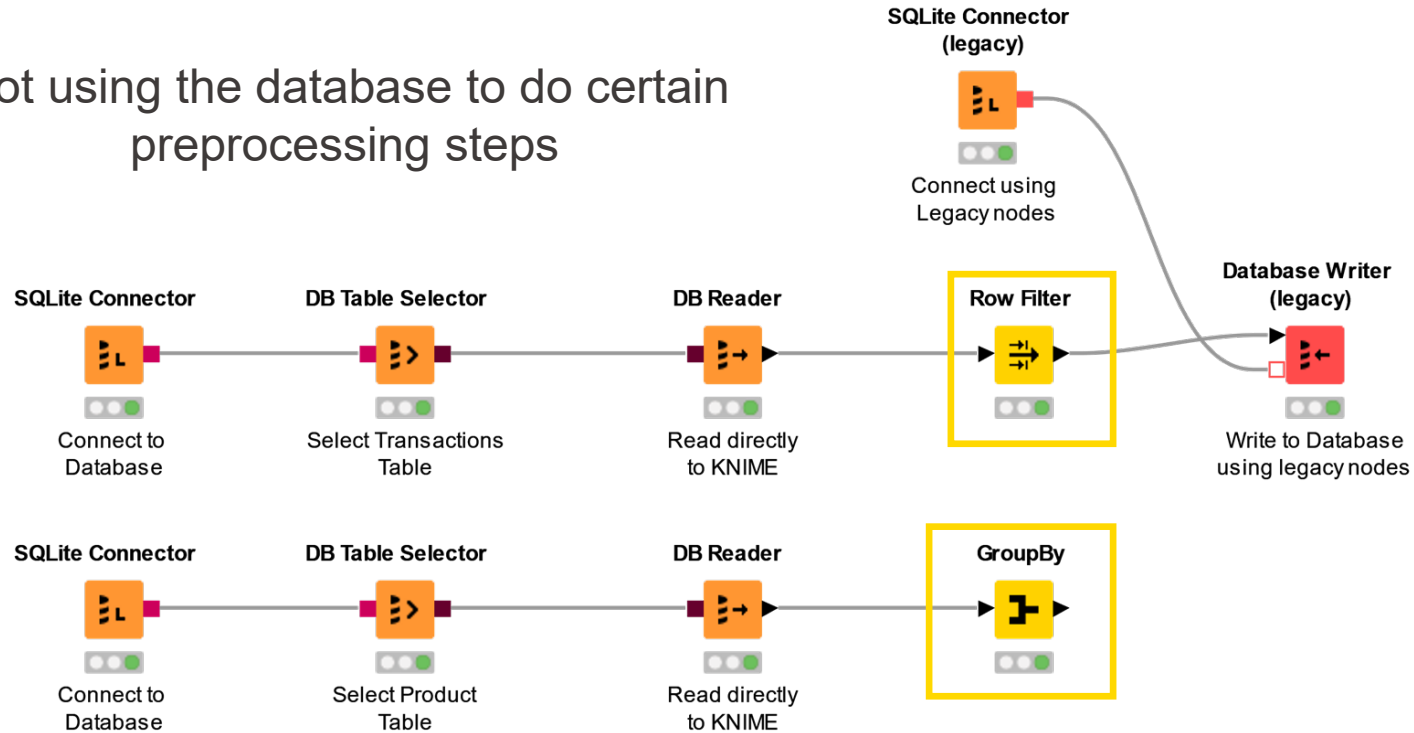 ot using the database to do certain
preprocessing steps
SQLite Connector
(legacy)
Connect using
Legacy nodes
SQLite Connector
DB Table Selector
DB Reader
Row Filter
Database Writer
(legacy)
Connect to
Database
Select Transactions
Table
Read directly
to KNIME
Write to Database
using legacy nodes
SQLite Connector
DB Table Selector
DB Reader
GroupBy
Connect to
Database
Select Product
Table
Read directly
to KNIME